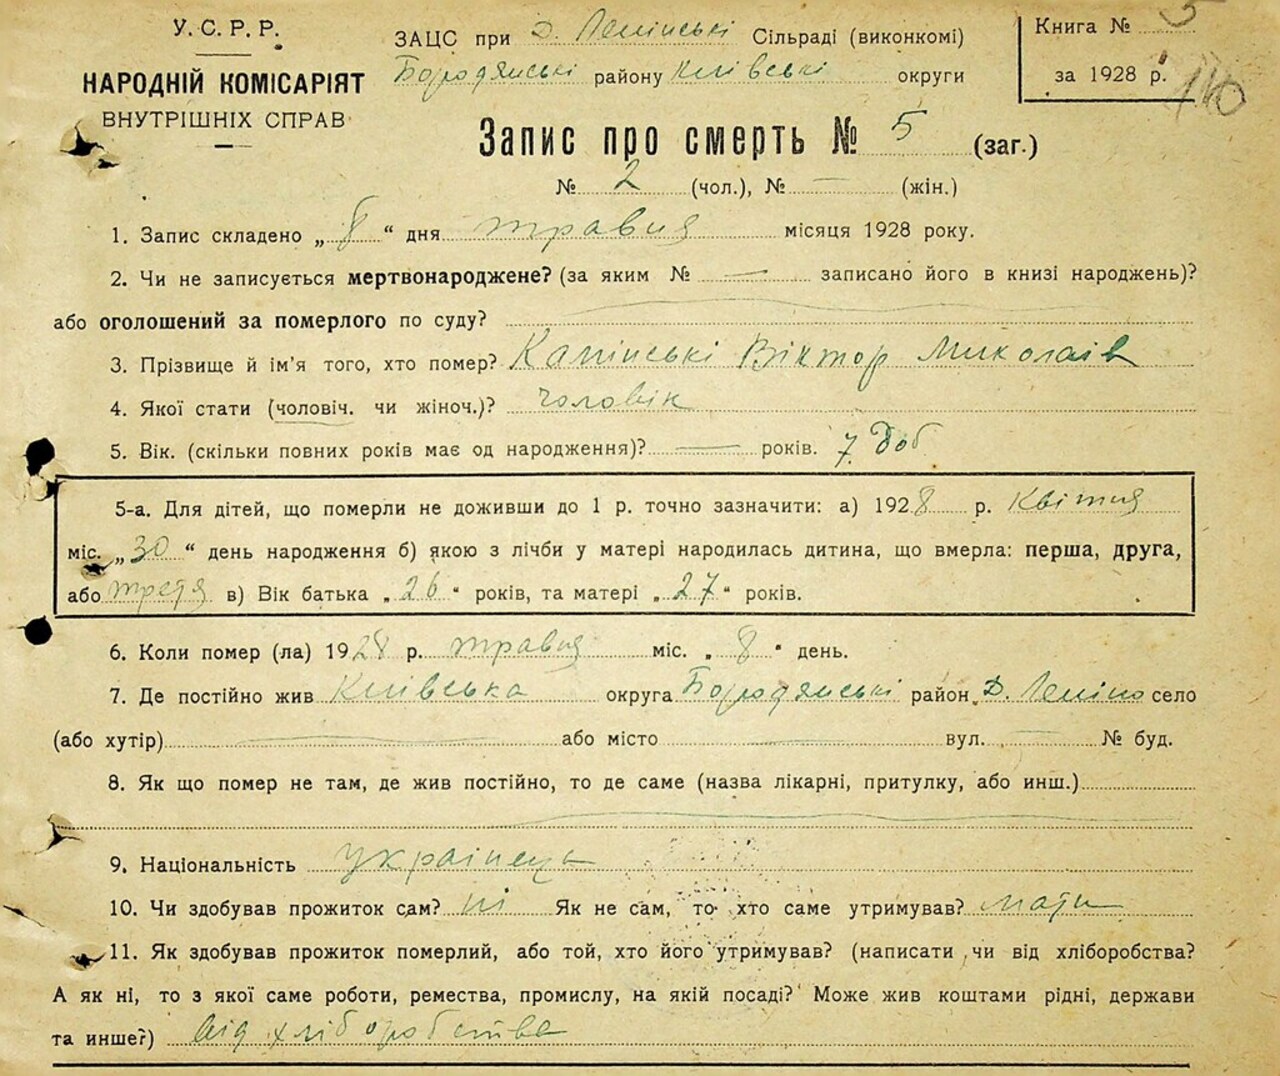 У. С. Р. Р.
НАРОДНІЙ КОМІСАРІЯТ
ВНУТРІШНІХ СПРАВ
ЗАЦС при Д. Ленінські Сільраді (виконкомі)
Бородянські району Київські округи
Книга № 5
за 1928 р.
140
Запис про смерть № 5 (заг.)
№ 2 (чол.), № — (жін.)
1. Запис складено „ 8 “ дня травня місяця 1928 року.
2. Чи не записується мертвонароджене? (за яким № — записано його в книзі народжень)?
або оголошений за померлого по суду?
3. Прізвище й ім'я того, хто помер? Камінські Віктор Миколаїв
4. Якої стати (чоловіч. чи жіноч.)? чоловік
5. Вік. (скільки повних років має од народження)? — років. 7 доб
5-а. Для дітей, що померли не доживши до 1 р. точно зазначити: а) 1928 р. Квітня
міс. „ 30 “ день народження б) якою з лічби у матері народилась дитина, що вмерла: перша, друга,
або третя в) Вік батька „ 26 “ років, та матері „ 27 “ років.
6. Коли помер (ла) 1928 р. травня міс. „ 8 “ день.
7. Де постійно жив Київська округа Бородянські район Д. Леніно село
(або хутір) — або місто — вул. — № буд.
8. Як що помер не там, де жив постійно, то де саме (назва лікарні, притулку, або инш.)
9. Національність українець
10. Чи здобував прожиток сам? ні Як не сам, то хто саме утримував? мати
11. Як здобував прожиток померлий, або той, хто його утримував? (написати чи від хліборобства?
А як ні, то з якої саме роботи, ремества, промислу, на якій посаді? Може жив коштами рідні, держави
та инше?) від хліборобства